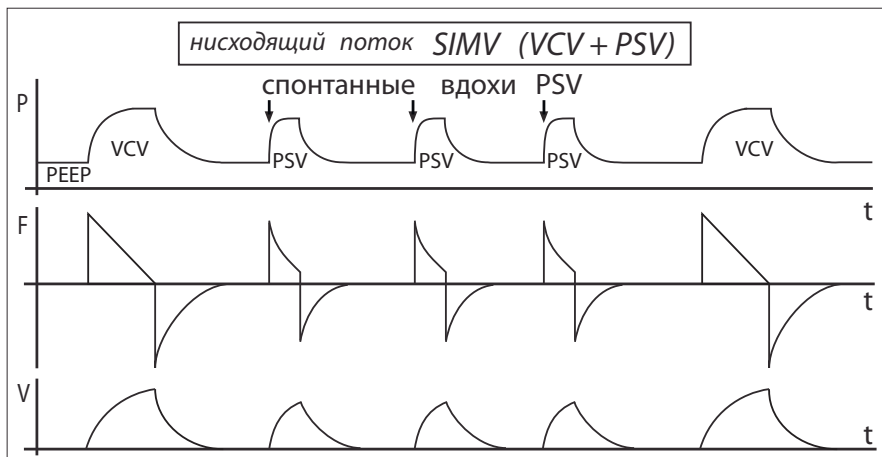 нисходящий поток SIMV (VCV + PSV)
спонтанные вдохи PSV
P
VCV
PSV
PSV
PSV
VCV
PEEP
t
F
t
V
t